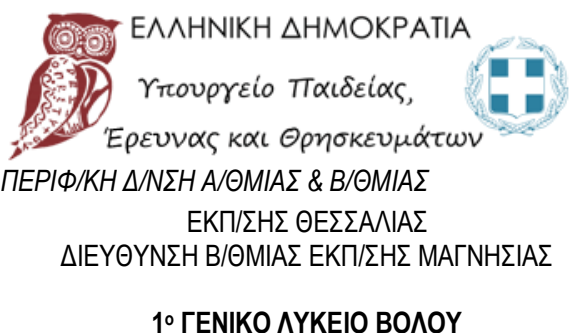 ΕΛΛΗΝΙΚΗ ΔΗΜΟΚΡΑΤΙΑ
Υπουργείο Παιδείας,
Έρευνας και Θρησκευμάτων
ΠΕΡΙΦ/ΚΗ Δ/ΝΣΗ Α/ΘΜΙΑΣ & Β/ΘΜΙΑΣ
ΕΚΠ/ΣΗΣ ΘΕΣΣΑΛΙΑΣ
ΔΙΕΥΘΥΝΣΗ Β/ΘΜΙΑΣ ΕΚΠ/ΣΗΣ ΜΑΓΝΗΣΙΑΣ
1ο ΓΕΝΙΚΟ ΛΥΚΕΙΟ ΒΟΛΟΥ